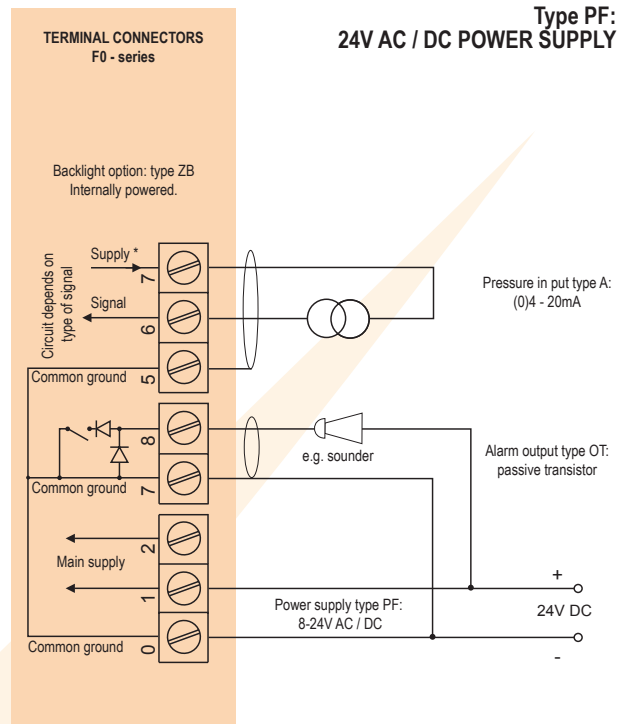 Type PF:
24V AC / DC POWER SUPPLY
TERMINAL CONNECTORS
F0 - series
Backlight option: type ZB
Internally powered.
Circuit depends on
type of signal
Supply *
7
Signal
6
Common ground
5
Pressure in put type A:
(0)4 - 20mA
8
e.g. sounder
Alarm output type OT:
passive transistor
Common ground
7
2
Main supply
1
Power supply type PF:
8-24V AC / DC
+
24V DC
-
Common ground
0